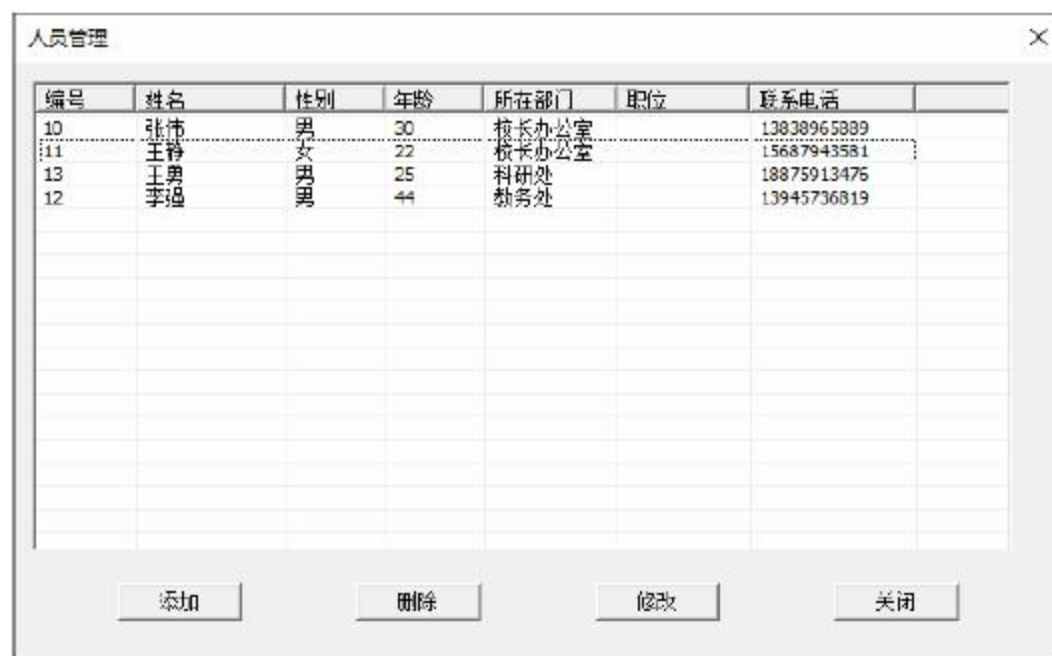 人员管理
编号 姓名 性别 年龄 所在部门 职位 联系电话
10 张伟 男 30 校长办公室 13838965889
11 王静 女 22 校长办公室 15687943581
13 王勇 男 25 科研处 18875913476
12 李强 男 44 教务处 13945736819
添加 删除 修改 关闭